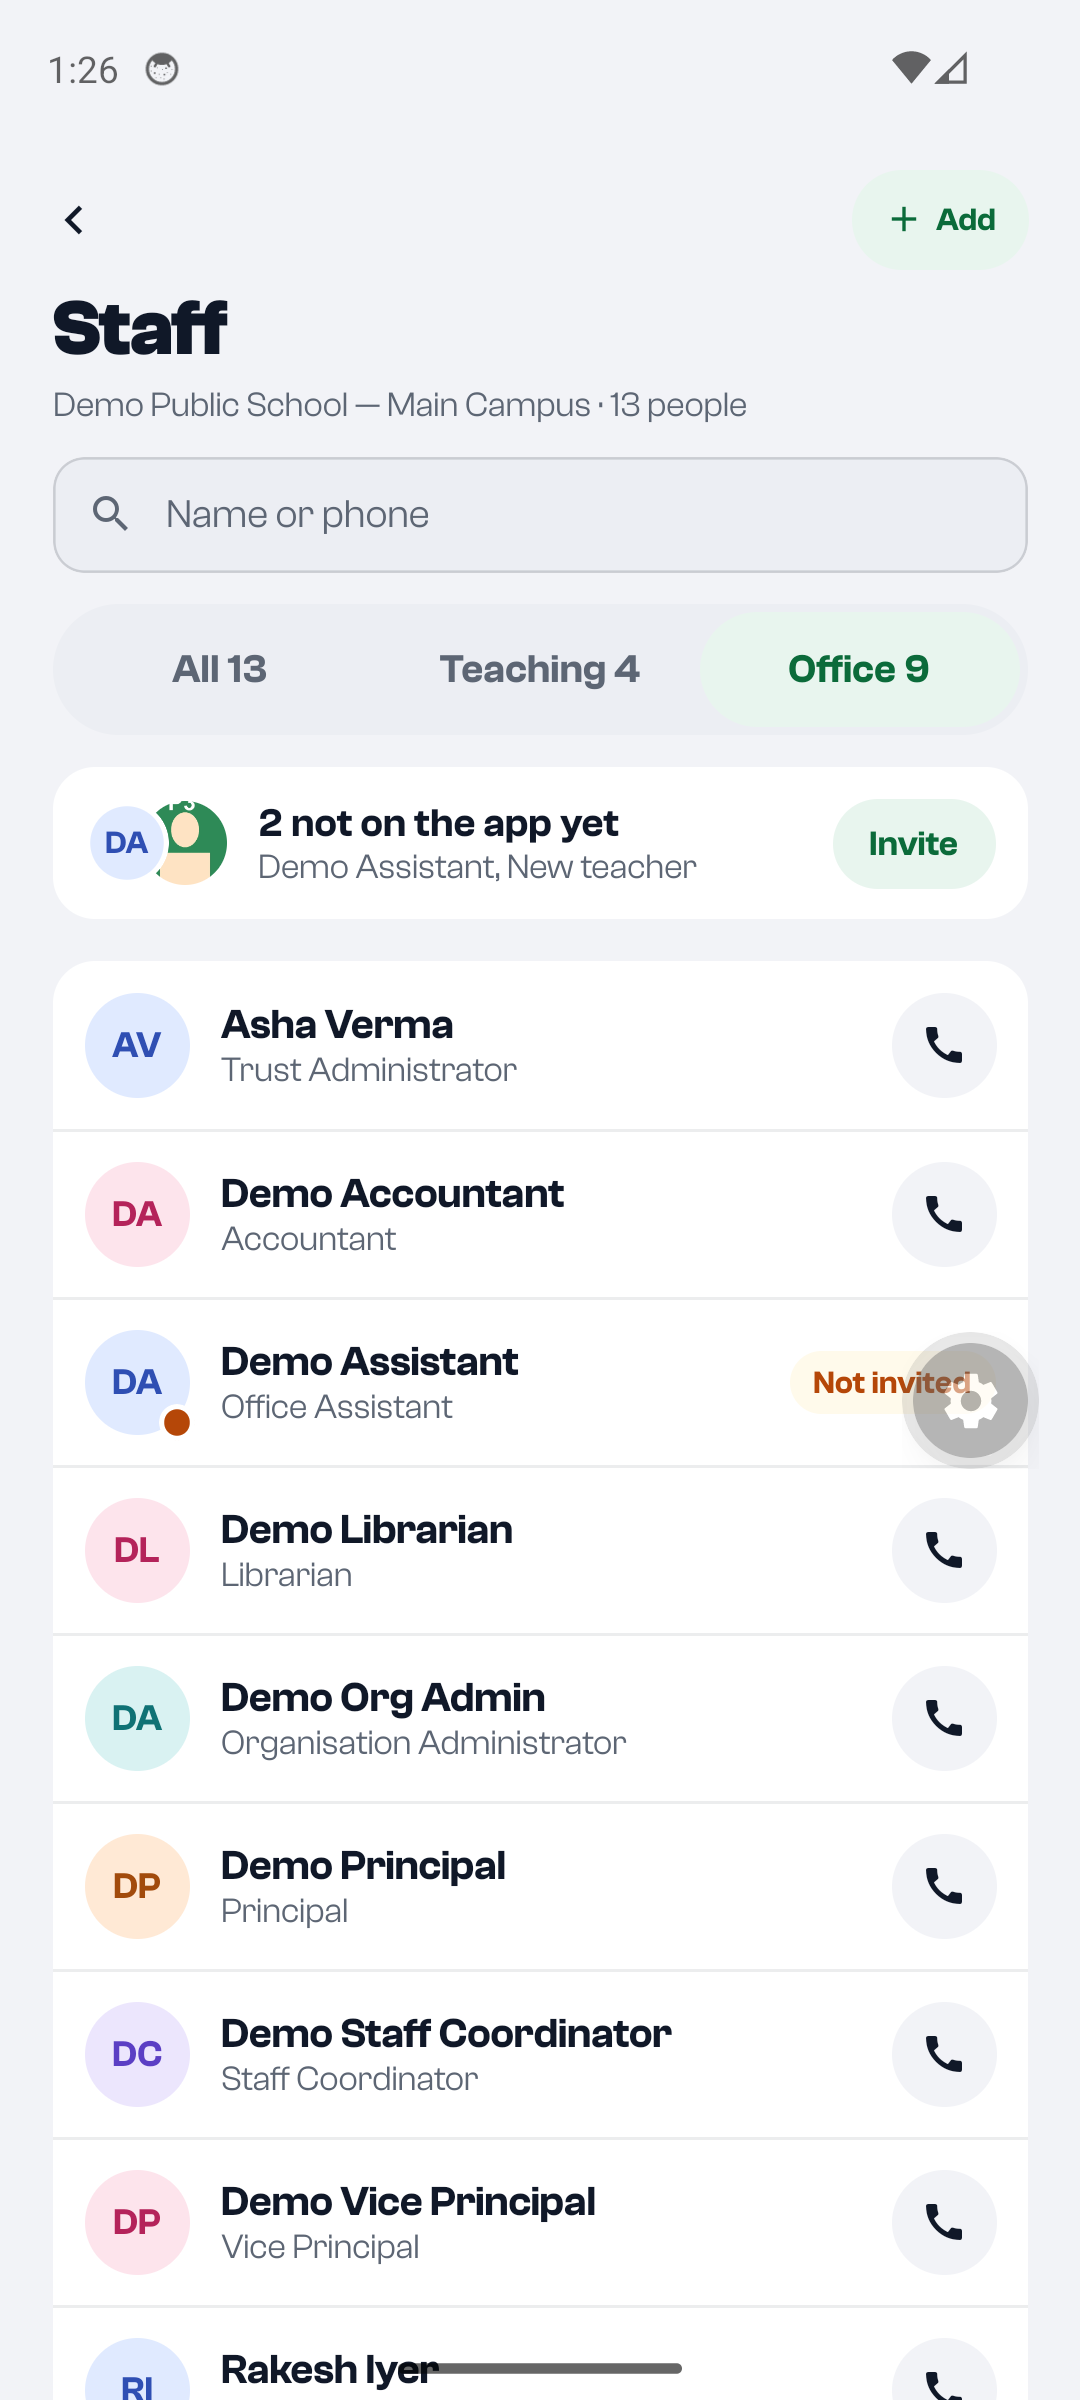 1:26
Add
Staff
Demo Public School — Main Campus · 13 people
Name or phone
All 13
Teaching 4
Office 9
DA
2 not on the app yet
Demo Assistant, New teacher
Invite
AV
Asha Verma
Trust Administrator
DA
Demo Accountant
Accountant
DA
Demo Assistant
Office Assistant
Not invited
DL
Demo Librarian
Librarian
DA
Demo Org Admin
Organisation Administrator
DP
Demo Principal
Principal
DC
Demo Staff Coordinator
Staff Coordinator
DP
Demo Vice Principal
Vice Principal
RI
Rakesh Iyer